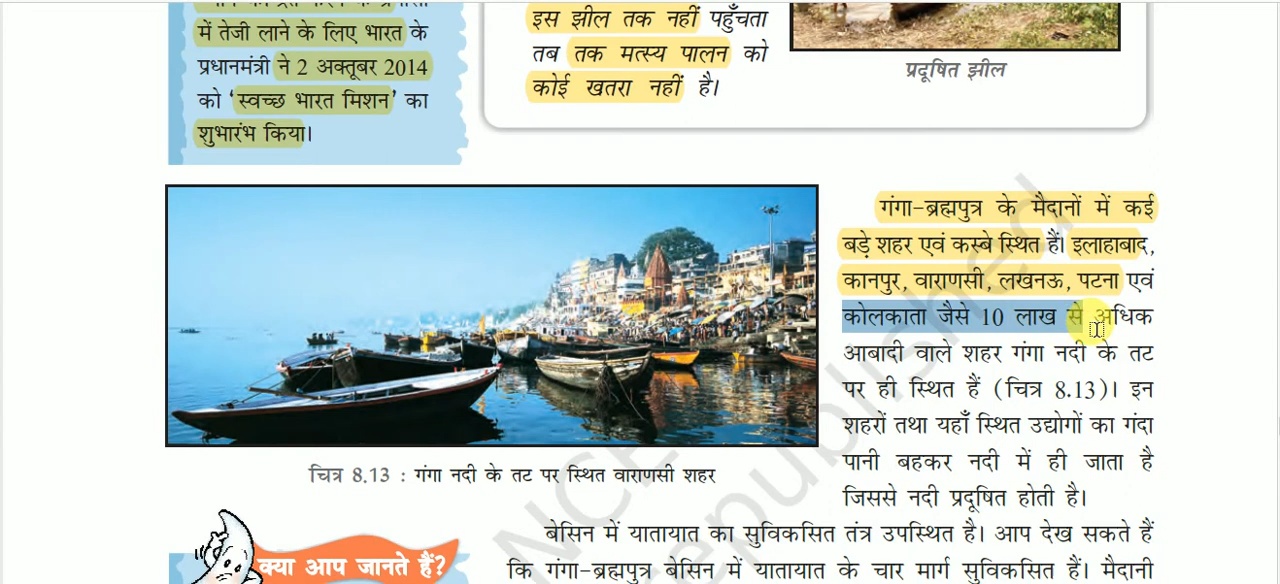 में तेजी लाने के लिए भारत के
प्रधानमंत्री ने 2 अक्तूबर 2014
को 'स्वच्छ भारत मिशन' का
शुभारंभ किया।
इस झील तक नहीं पहुँचता
तब तक मत्स्य पालन को
कोई खतरा नहीं है।
प्रदूषित झील
गंगा-ब्रह्मपुत्र के मैदानों में कई
बड़े शहर एवं कस्बे स्थित हैं। इलाहाबाद,
कानपुर, वाराणसी, लखनऊ, पटना एवं
कोलकाता जैसे 10 लाख से अधिक
आबादी वाले शहर गंगा नदी के तट
पर ही स्थित हैं (चित्र 8.13)। इन
शहरों तथा यहाँ स्थित उद्योगों का गंदा
पानी बहकर नदी में ही जाता है
जिससे नदी प्रदूषित होती है।
चित्र 8.13 : गंगा नदी के तट पर स्थित वाराणसी शहर
बेसिन में यातायात का सुविकसित तंत्र उपस्थित है। आप देख सकते हैं
कि गंगा-ब्रह्मपुत्र बेसिन में यातायात के चार मार्ग सुविकसित हैं। मैदानी
क्या आप जानते हैं?